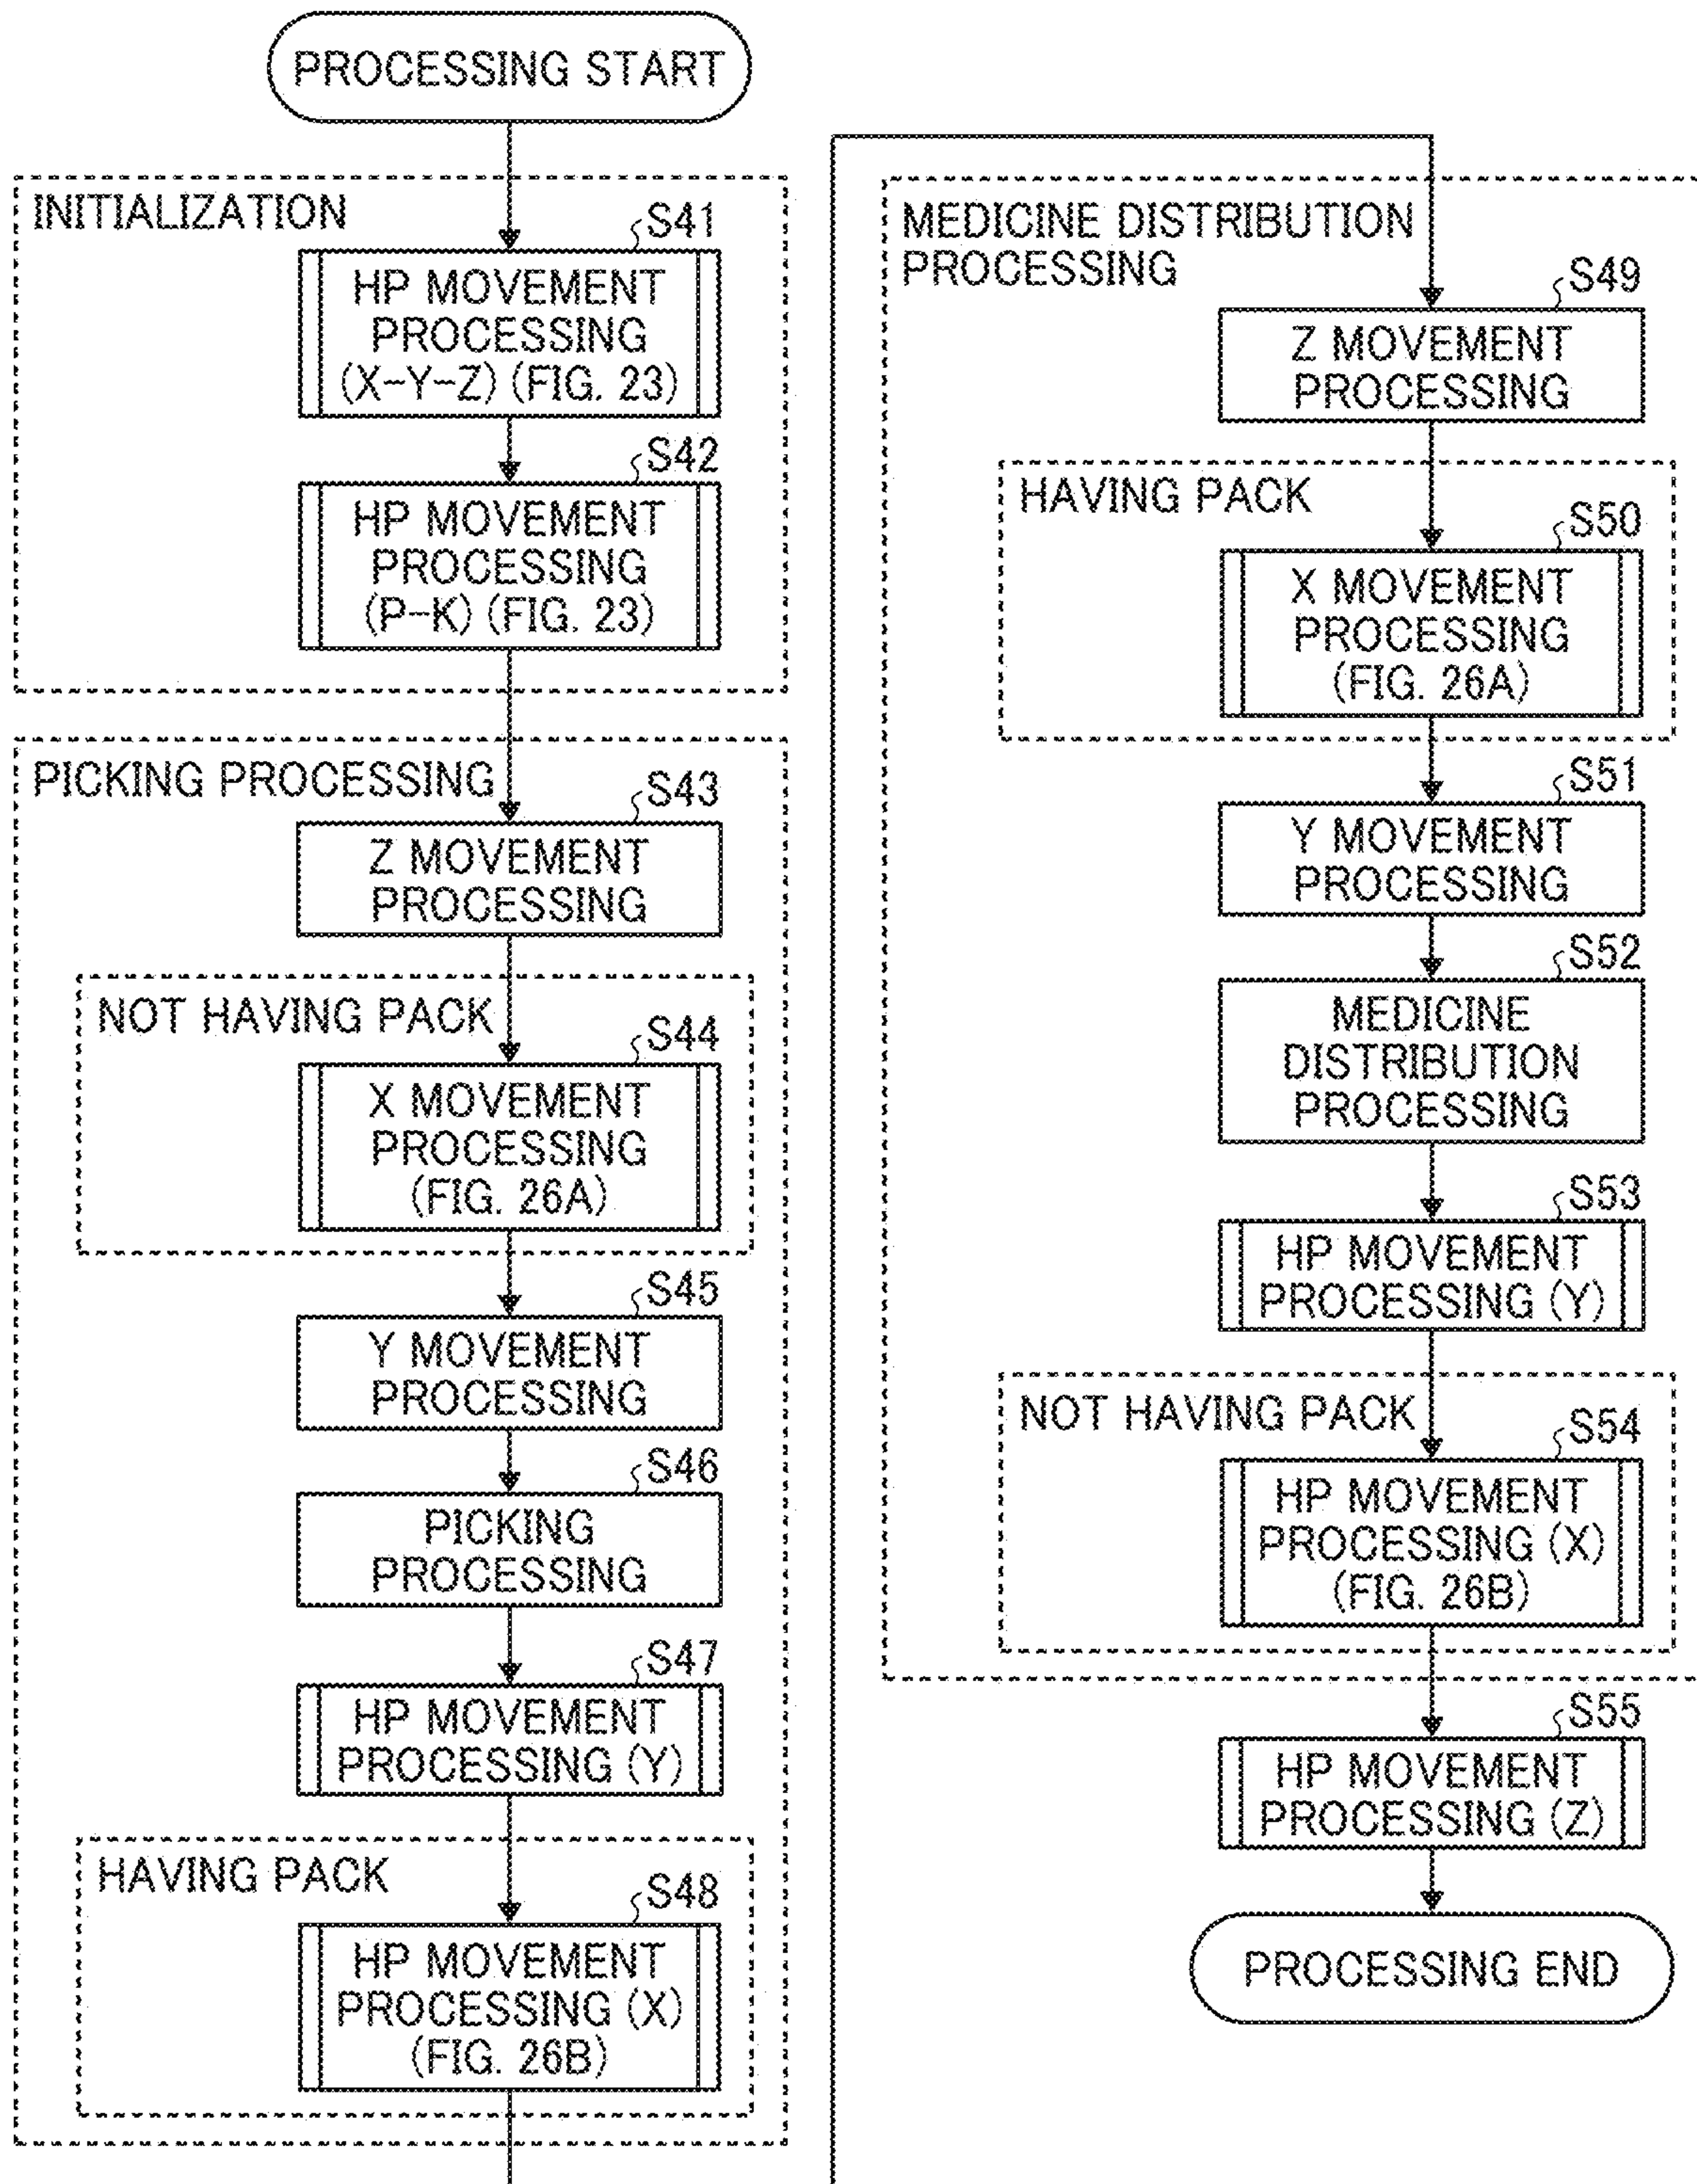 PROCESSING START
INITIALIZATION
S41
HP MOVEMENT
PROCESSING
(X-Y-Z) (FIG. 23)
S42
HP MOVEMENT
PROCESSING
(P-K) (FIG. 23)
PICKING PROCESSING
S43
Z MOVEMENT
PROCESSING
NOT HAVING PACK
S44
X MOVEMENT
PROCESSING
(FIG. 26A)
S45
Y MOVEMENT
PROCESSING
S46
PICKING
PROCESSING
S47
HP MOVEMENT
PROCESSING (Y)
HAVING PACK
S48
HP MOVEMENT
PROCESSING (X)
(FIG. 26B)
MEDICINE DISTRIBUTION
PROCESSING
S49
Z MOVEMENT
PROCESSING
HAVING PACK
S50
X MOVEMENT
PROCESSING
(FIG. 26A)
S51
Y MOVEMENT
PROCESSING
S52
MEDICINE
DISTRIBUTION
PROCESSING
S53
HP MOVEMENT
PROCESSING (Y)
NOT HAVING PACK
S54
HP MOVEMENT
PROCESSING (X)
(FIG. 26B)
S55
HP MOVEMENT
PROCESSING (Z)
PROCESSING END